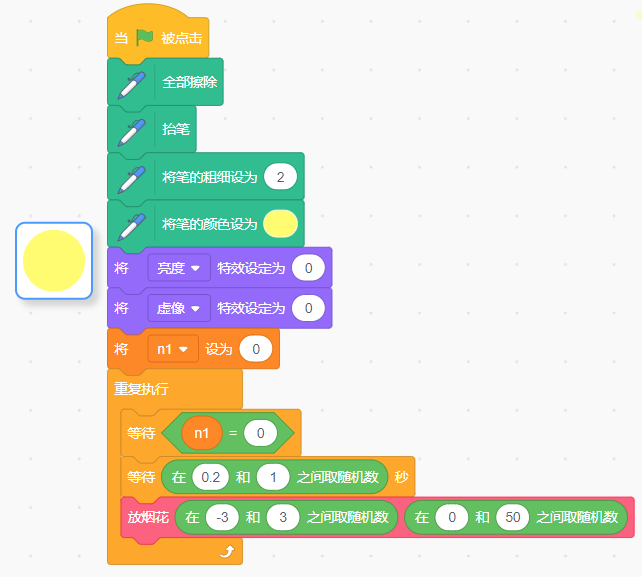 当 被点击
全部擦除
抬笔
将笔的粗细设为 2
将笔的颜色设为
将 亮度 特效设定为 0
将 虚像 特效设定为 0
将 n1 设为 0
重复执行
等待 n1 = 0
等待 在 0.2 和 1 之间取随机数 秒
放烟花 在 -3 和 3 之间取随机数 在 0 和 50 之间取随机数